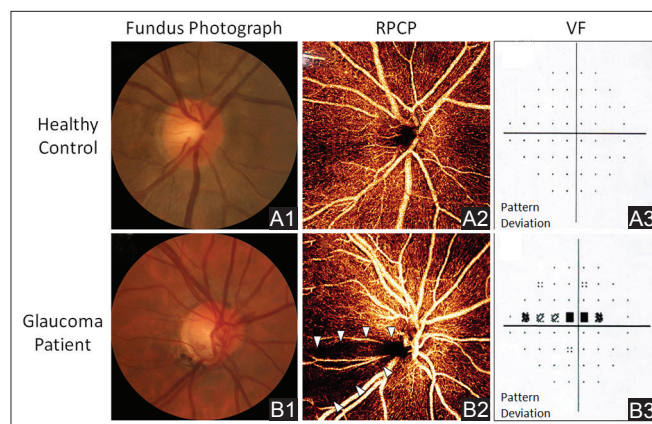 Fundus Photograph RPCP VF
Healthy
Control
A1 A2 A3
Pattern
Deviation
Glaucoma
Patient
B1 B2 B3
Pattern
Deviation